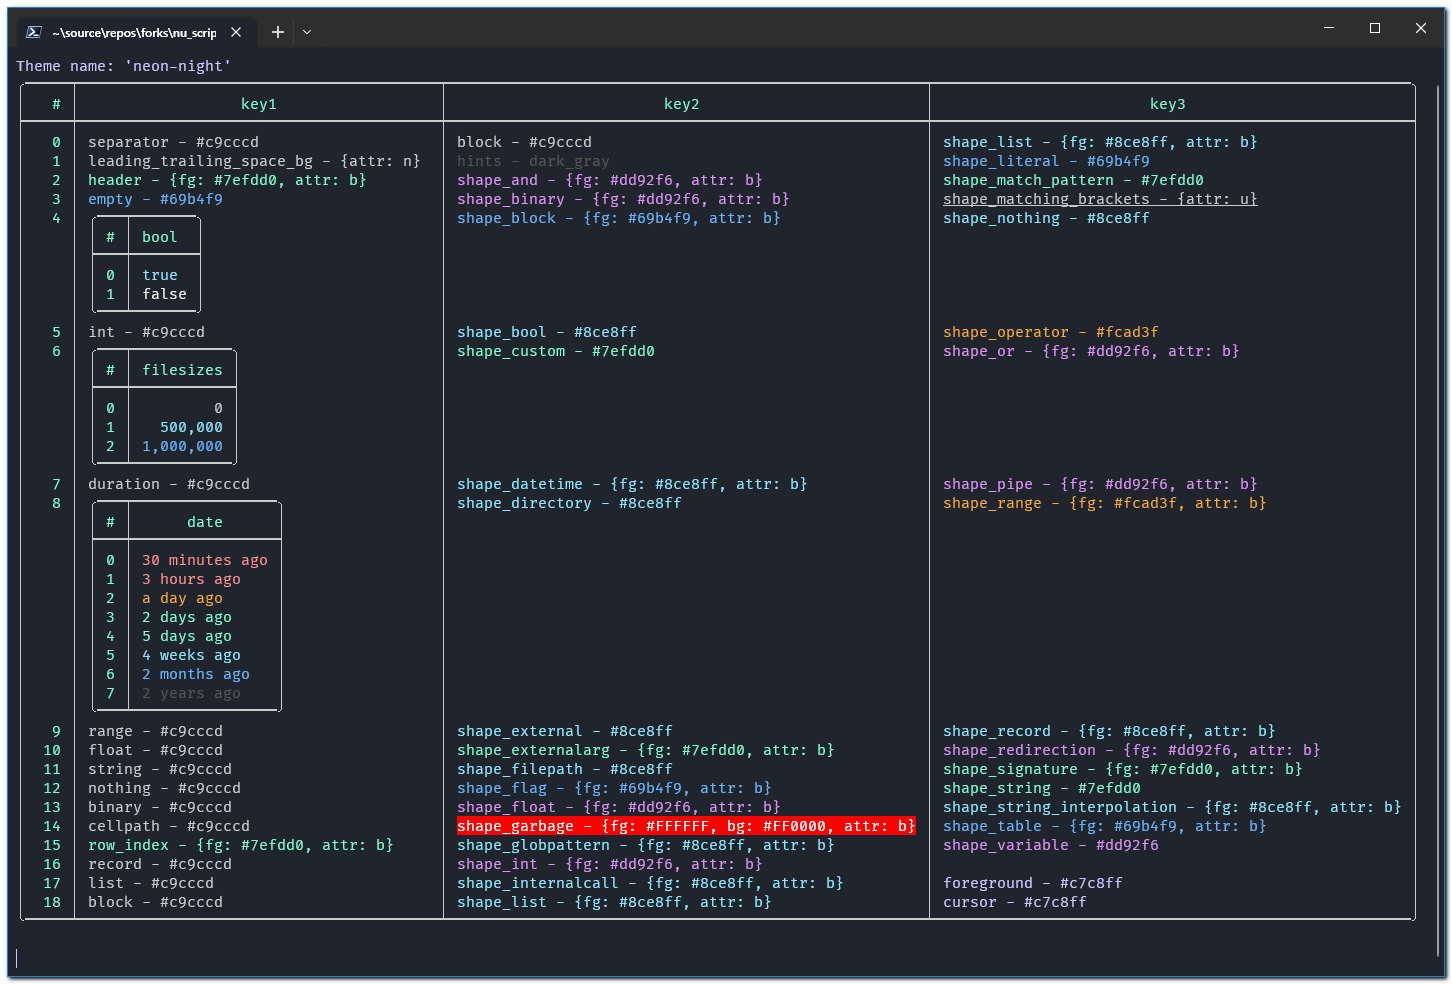 ~\source\repos\forks\nu_scrip
Theme name: 'neon-night'
# key1 key2 key3
0 separator - #c9cccd block - #c9cccd shape_list - {fg: #8ce8ff, attr: b}
1 leading_trailing_space_bg - {attr: n} hints - dark_gray shape_literal - #69b4f9
2 header - {fg: #7efdd0, attr: b} shape_and - {fg: #dd92f6, attr: b} shape_match_pattern - #7efdd0
3 empty - #69b4f9 shape_binary - {fg: #dd92f6, attr: b} shape_matching_brackets - {attr: u}
4 shape_block - {fg: #69b4f9, attr: b} shape_nothing - #8ce8ff
# bool
0 true
1 false
5 int - #c9cccd shape_bool - #8ce8ff shape_operator - #fcad3f
6 shape_custom - #7efdd0 shape_or - {fg: #dd92f6, attr: b}
# filesizes
0 0
1 500,000
2 1,000,000
7 duration - #c9cccd shape_datetime - {fg: #8ce8ff, attr: b} shape_pipe - {fg: #dd92f6, attr: b}
8 shape_directory - #8ce8ff shape_range - {fg: #fcad3f, attr: b}
# date
0 30 minutes ago
1 3 hours ago
2 a day ago
3 2 days ago
4 5 days ago
5 4 weeks ago
6 2 months ago
7 2 years ago
9 range - #c9cccd shape_external - #8ce8ff shape_record - {fg: #8ce8ff, attr: b}
10 float - #c9cccd shape_externalarg - {fg: #7efdd0, attr: b} shape_redirection - {fg: #dd92f6, attr: b}
11 string - #c9cccd shape_filepath - #8ce8ff shape_signature - {fg: #7efdd0, attr: b}
12 nothing - #c9cccd shape_flag - {fg: #69b4f9, attr: b} shape_string - #7efdd0
13 binary - #c9cccd shape_float - {fg: #dd92f6, attr: b} shape_string_interpolation - {fg: #8ce8ff, attr: b}
14 cellpath - #c9cccd shape_garbage - {fg: #FFFFFF, bg: #FF0000, attr: b} shape_table - {fg: #69b4f9, attr: b}
15 row_index - {fg: #7efdd0, attr: b} shape_globpattern - {fg: #8ce8ff, attr: b} shape_variable - #dd92f6
16 record - #c9cccd shape_int - {fg: #dd92f6, attr: b}
17 list - #c9cccd shape_internalcall - {fg: #8ce8ff, attr: b} foreground - #c7c8ff
18 block - #c9cccd shape_list - {fg: #8ce8ff, attr: b} cursor - #c7c8ff